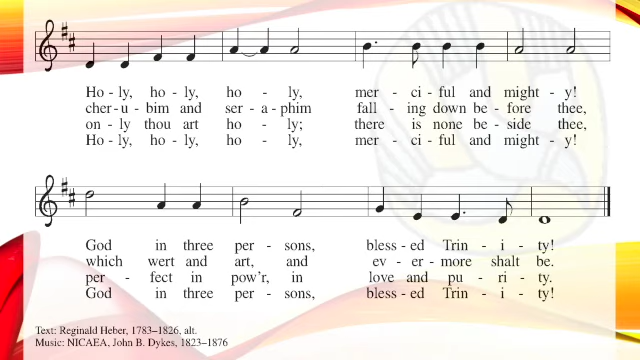 Ho - ly, ho - ly, ho - ly, mer - ci - ful and might - y!
cher - u - bim and ser - a - phim fall - ing down be - fore thee,
on - ly thou art ho - ly; there is none be - side thee,
Ho - ly, ho - ly, ho - ly, mer - ci - ful and might - y!
God in three per - sons, bless - ed Trin - i - ty!
which wert and art, and ev - er - more shalt be.
per - fect in pow'r, in love and pu - ri - ty.
God in three per - sons, bless - ed Trin - i - ty!
Text: Reginald Heber, 1783–1826, alt.
Music: NICAEA, John B. Dykes, 1823–1876